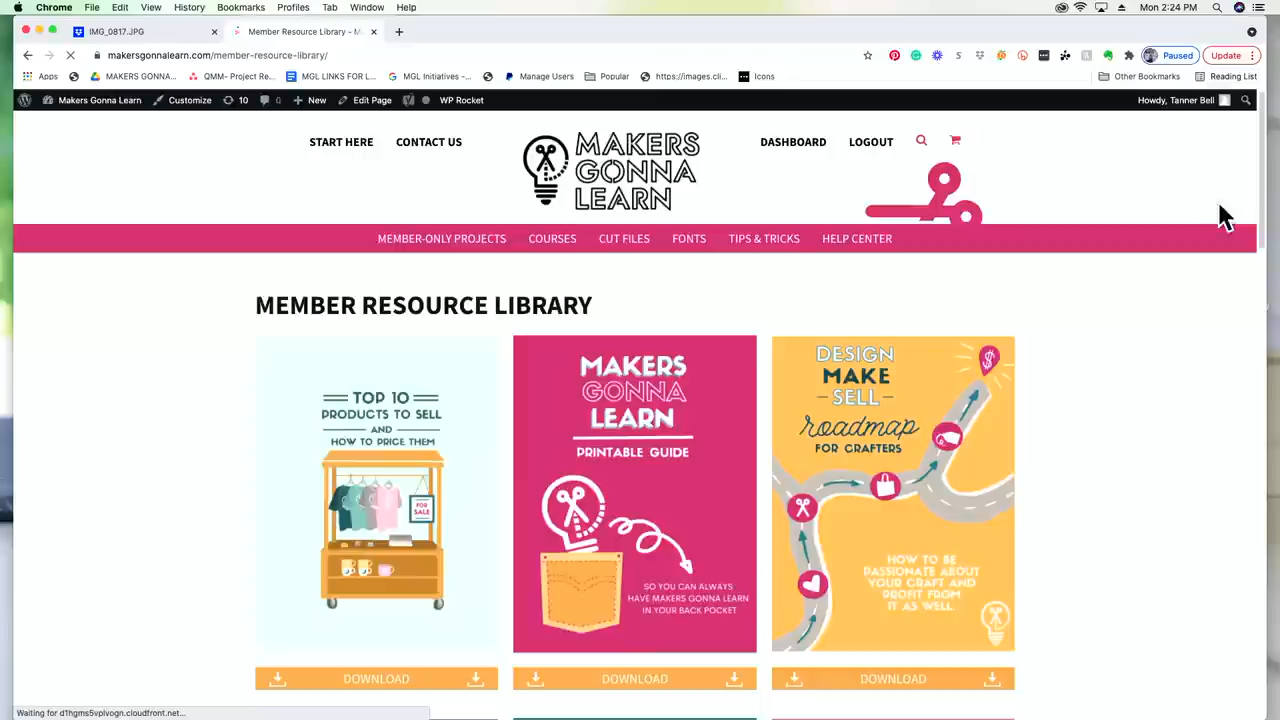 Chrome File Edit View History Bookmarks Profiles Tab Window Help Mon 2:24 PM
IMG_0817.JPG Member Resource Library - M
makersgonnalearn.com/member-resource-library/ Paused Update
Apps MAKERS GONNA... QMM- Project Re... MGL LINKS FOR L... MGL Initiatives -... Manage Users Popular https://images.cli... Icons Other Bookmarks Reading List
Makers Gonna Learn Customize 10 0 New Edit Page WP Rocket Howdy, Tanner Bell
START HERE CONTACT US MAKERS DASHBOARD LOGOUT
GONNA
LEARN
MEMBER-ONLY PROJECTS COURSES CUT FILES FONTS TIPS & TRICKS HELP CENTER
MEMBER RESOURCE LIBRARY
TOP 10
PRODUCTS TO SELL
AND
HOW TO PRICE THEM
FOR
SALE
MAKERS
GONNA
LEARN
PRINTABLE GUIDE
SO YOU CAN ALWAYS
HAVE MAKERS GONNA LEARN
IN YOUR BACK POCKET
DESIGN
MAKE
SELL
roadmap
FOR CRAFTERS
$
HOW TO BE
PASSIONATE ABOUT
YOUR CRAFT AND
PROFIT FROM
IT AS WELL.
DOWNLOAD DOWNLOAD DOWNLOAD
Waiting for d1hgms5vplvogn.cloudfront.net...